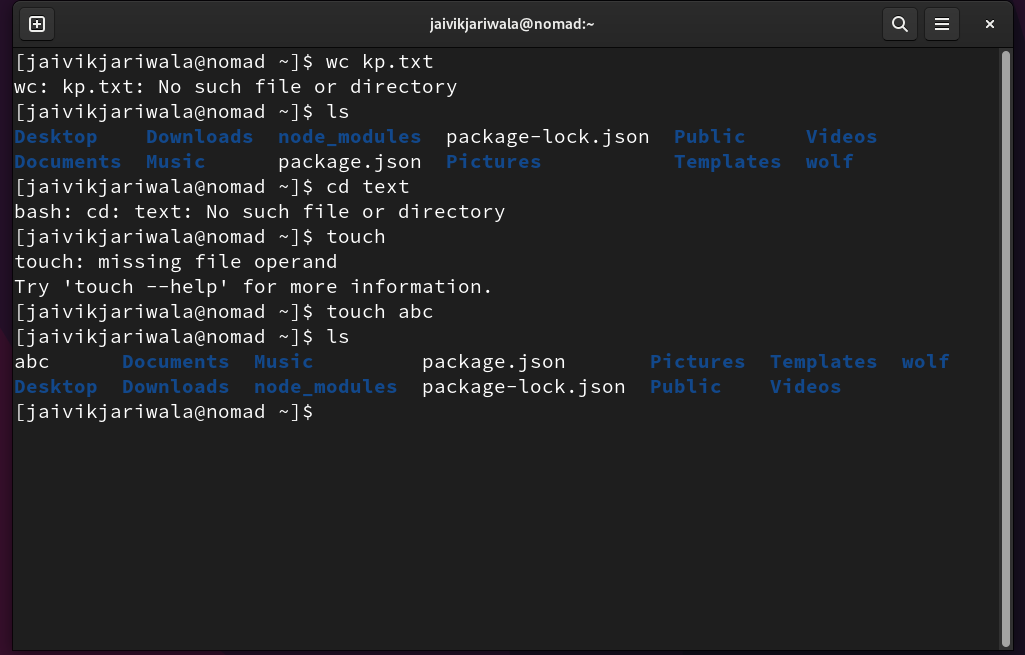 jaivikjariwala@nomad:~
[jaivikjariwala@nomad ~]$ wc kp.txt
wc: kp.txt: No such file or directory
[jaivikjariwala@nomad ~]$ ls
Desktop    Downloads  node_modules  package-lock.json  Public     Videos
Documents  Music      package.json  Pictures           Templates  wolf
[jaivikjariwala@nomad ~]$ cd text
bash: cd: text: No such file or directory
[jaivikjariwala@nomad ~]$ touch
touch: missing file operand
Try 'touch --help' for more information.
[jaivikjariwala@nomad ~]$ touch abc
[jaivikjariwala@nomad ~]$ ls
abc      Documents  Music         package.json       Pictures  Templates  wolf
Desktop  Downloads  node_modules  package-lock.json  Public    Videos
[jaivikjariwala@nomad ~]$